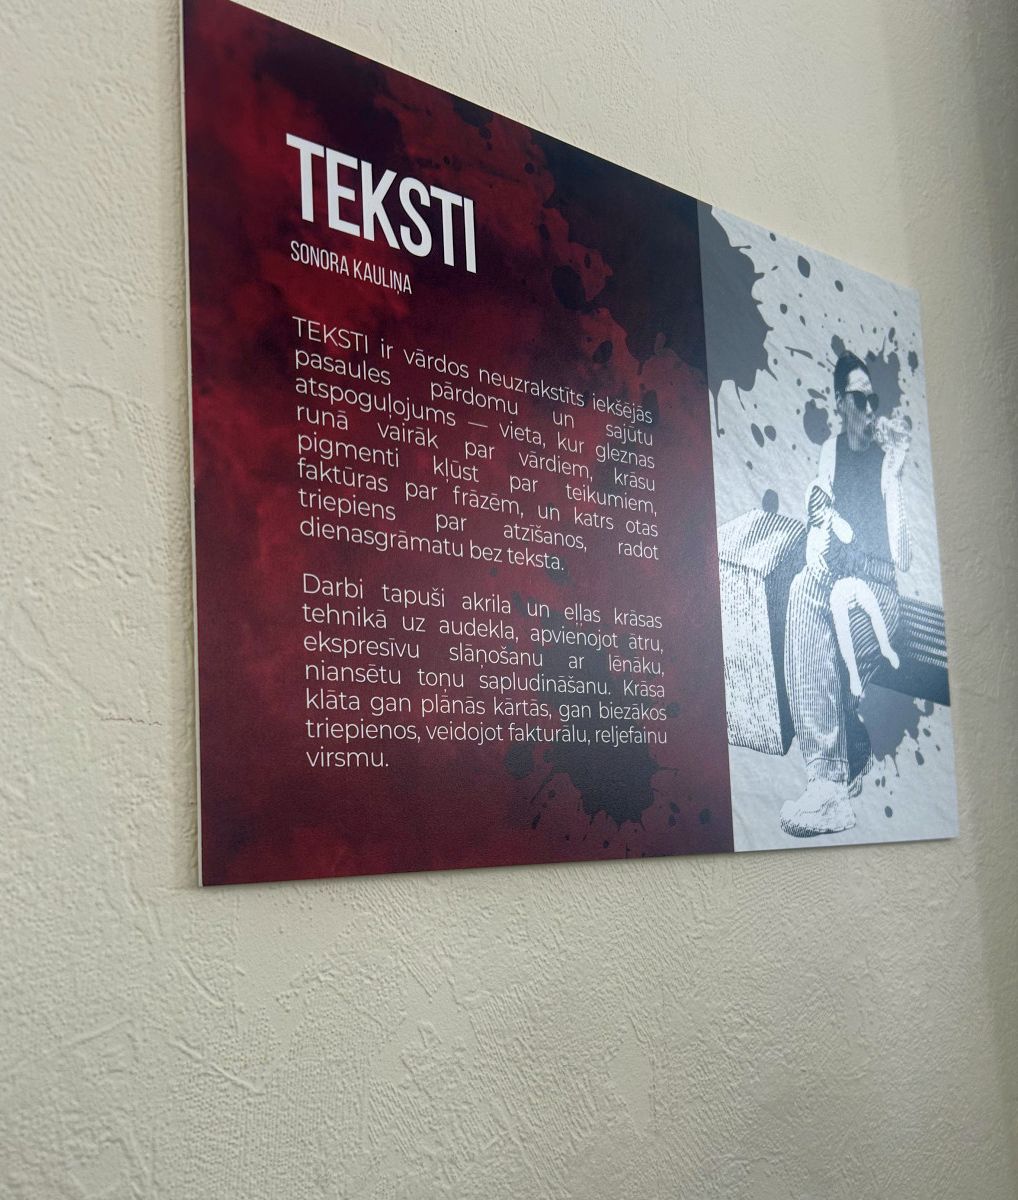 TEKSTI
SONORA KAULIŅA
TEKSTI ir vārdos neuzrakstīts iekšējās
pasaules pārdomu un sajūtu
atspoguļojums — vieta, kur gleznas
runā vairāk par vārdiem, krāsu
pigmenti kļūst par teikumiem,
faktūras par frāzēm, un katrs otas
triepiens par atzīšanos, radot
dienasgrāmatu bez teksta.
Darbi tapuši akrila un eļļas krāsas
tehnikā uz audekla, apvienojot ātru,
ekspresīvu slāņošanu ar lēnāku,
niansētu toņu sapludināšanu. Krāsa
klāta gan plānās kārtās, gan biezākos
triepienos, veidojot fakturālu, reljefainu
virsmu.